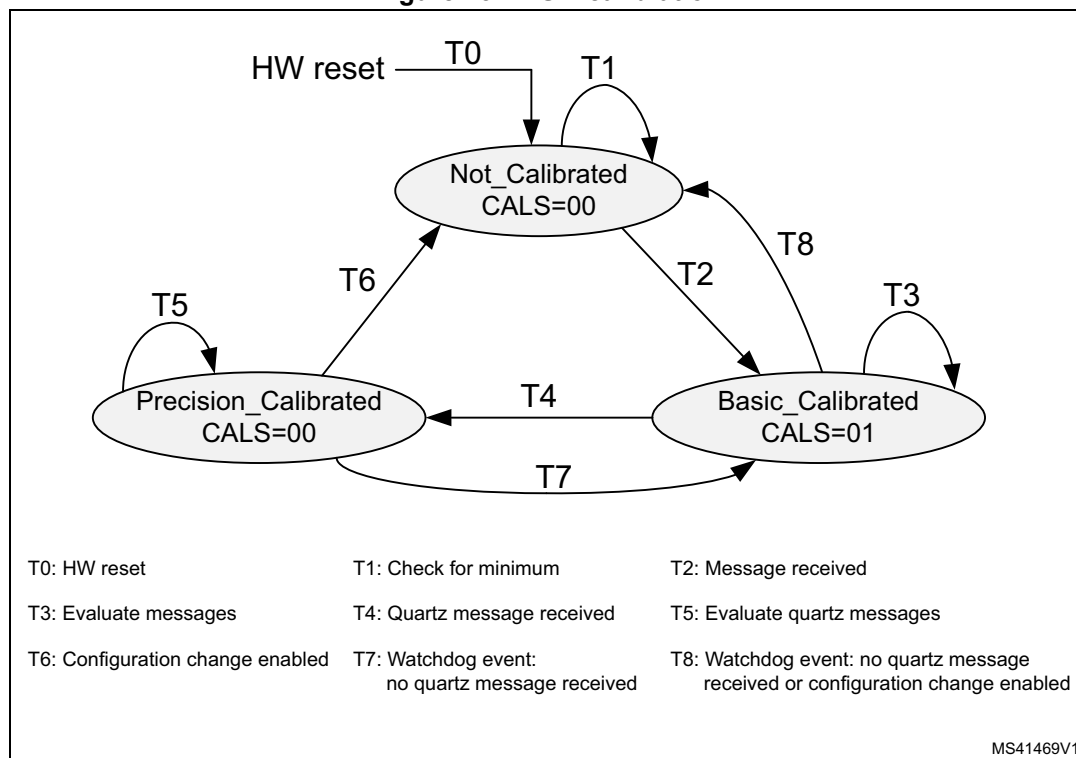 HW reset
T0
T1
Not_Calibrated
CALS=00
T8
T2
T6
T5
T3
Precision_Calibrated
CALS=00
T4
Basic_Calibrated
CALS=01
T7
T0: HW reset
T1: Check for minimum
T2: Message received
T3: Evaluate messages
T4: Quartz message received
T5: Evaluate quartz messages
T6: Configuration change enabled
T7: Watchdog event:
no quartz message received
T8: Watchdog event: no quartz message
received or configuration change enabled
MS41469V1